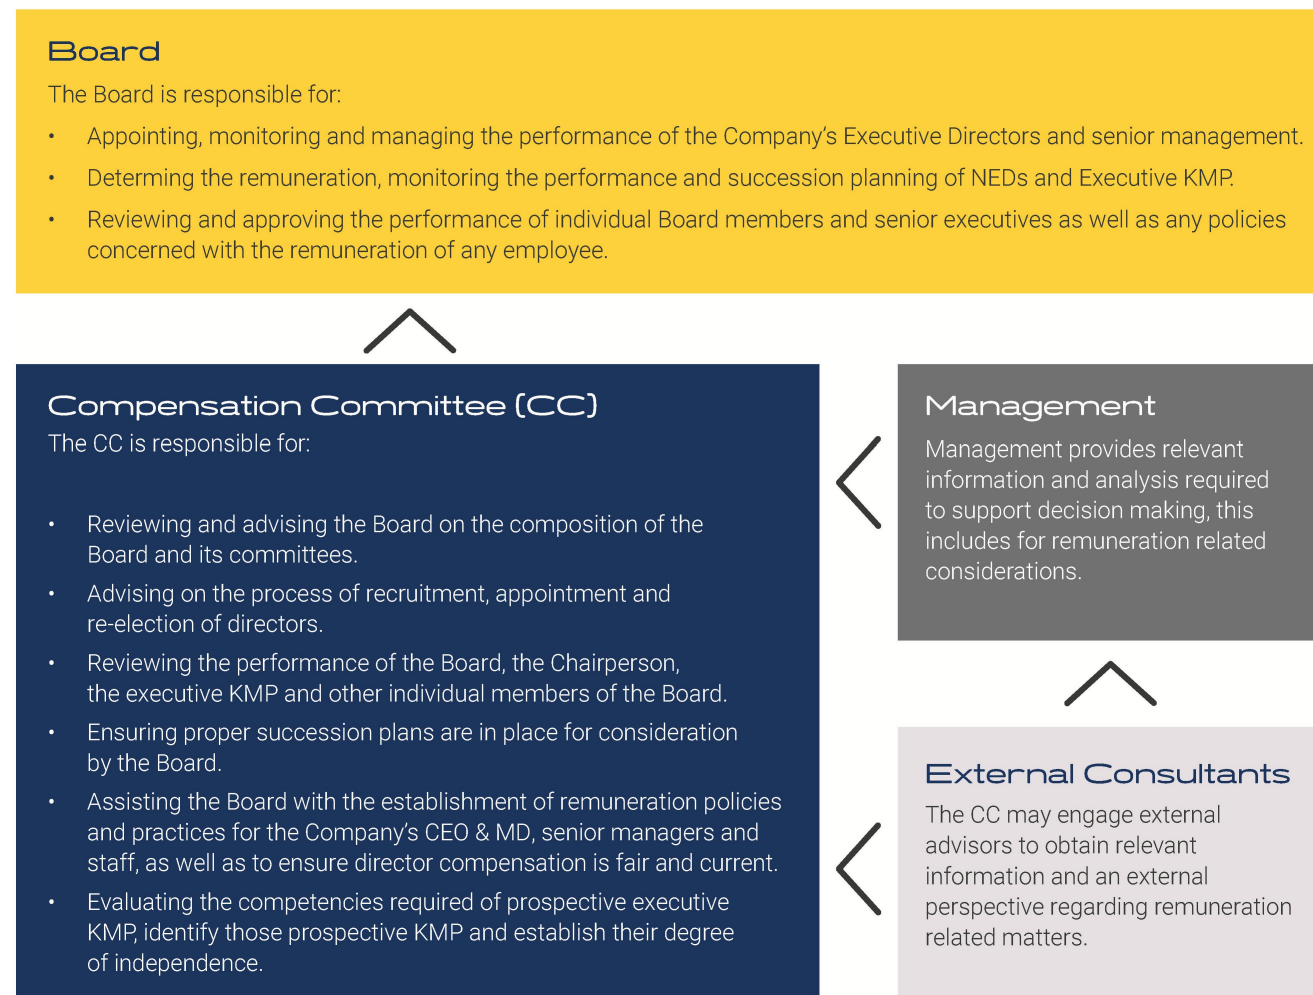 Board
The Board is responsible for:
• Appointing, monitoring and managing the performance of the Company's Executive Directors and senior management.
• Determing the remuneration, monitoring the performance and succession planning of NEDs and Executive KMP.
• Reviewing and approving the performance of individual Board members and senior executives as well as any policies
concerned with the remuneration of any employee.
Compensation Committee (CC)
The CC is responsible for:
• Reviewing and advising the Board on the composition of the
Board and its committees.
• Advising on the process of recruitment, appointment and
re-election of directors.
• Reviewing the performance of the Board, the Chairperson,
the executive KMP and other individual members of the Board.
• Ensuring proper succession plans are in place for consideration
by the Board.
• Assisting the Board with the establishment of remuneration policies
and practices for the Company's CEO & MD, senior managers and
staff, as well as to ensure director compensation is fair and current.
• Evaluating the competencies required of prospective executive
KMP, identify those prospective KMP and establish their degree
of independence.
Management
Management provides relevant
information and analysis required
to support decision making, this
includes for remuneration related
considerations.
External Consultants
The CC may engage external
advisors to obtain relevant
information and an external
perspective regarding remuneration
related matters.